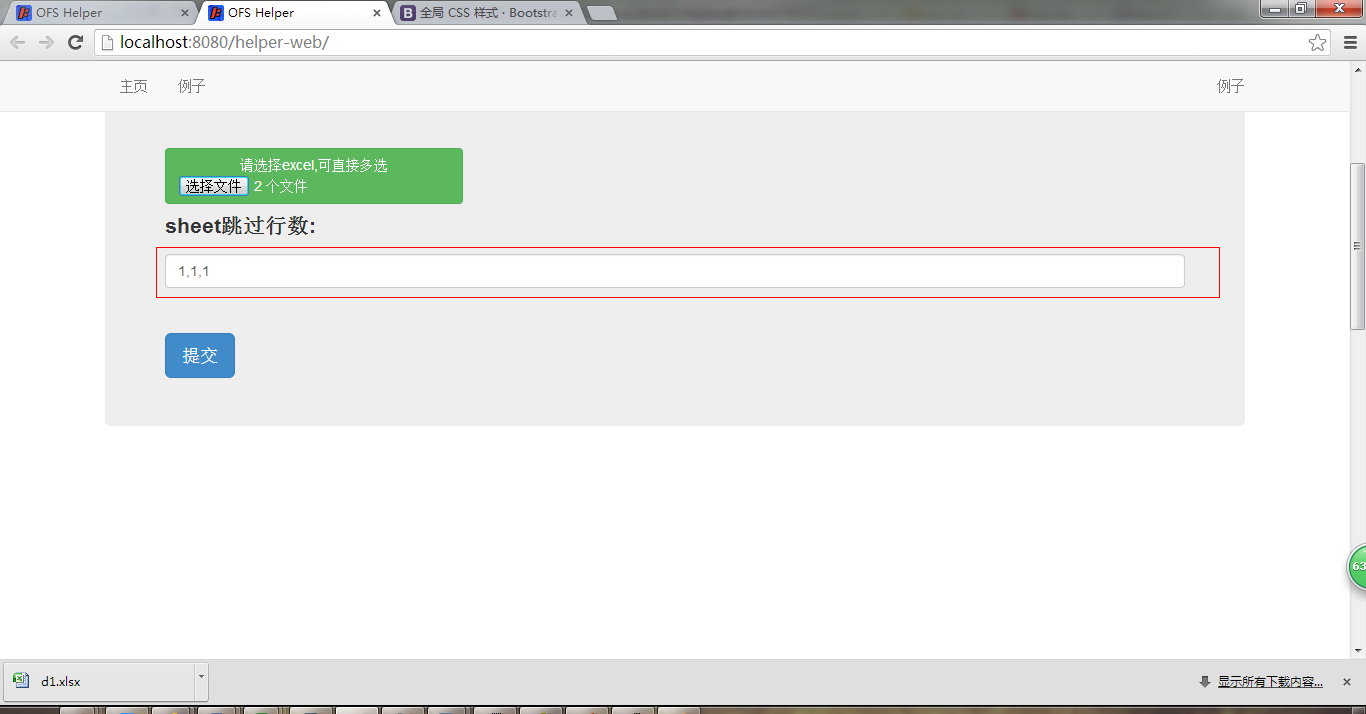 OFS Helper
OFS Helper
全局 CSS 样式 · Bootstra
localhost:8080/helper-web/
主页 例子 例子
请选择excel,可直接多选
选择文件 2 个文件
sheet跳过行数:
1,1,1
提交
63
d1.xlsx
显示所有下载内容...